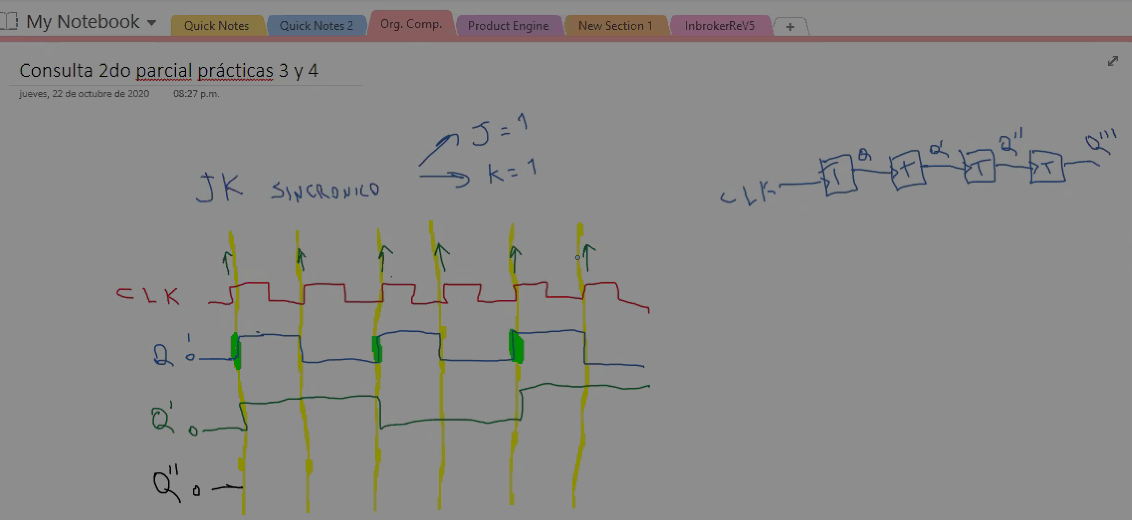 My Notebook
Quick Notes
Quick Notes 2
Org. Comp.
Product Engine
New Section 1
InbrokerReV5
+
Consulta 2do parcial prácticas 3 y 4
jueves, 22 de octubre de 2020 08:27 p.m.
J = 1
JK SINCRONICO
K = 1
CLK T Q T Q' T Q'' T Q'''
CLK
Q 0 1
Q' 0
Q'' 0